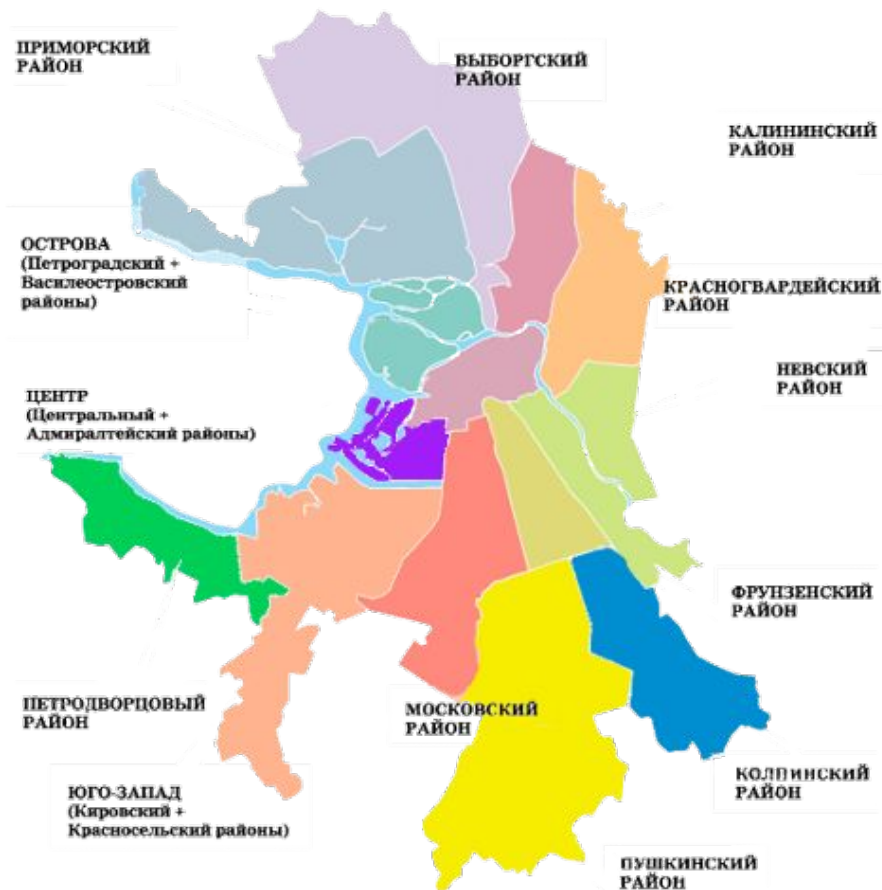 ПРИМОРСКИЙ
РАЙОН
ВЫБОРГСКИЙ
РАЙОН
КАЛИНИНСКИЙ
РАЙОН
ОСТРОВА
(Петроградский +
Василеостровский
районы)
КРАСНОГВАРДЕЙСКИЙ
РАЙОН
НЕВСКИЙ
РАЙОН
ЦЕНТР
(Центральный +
Адмиралтейский районы)
ФРУНЗЕНСКИЙ
РАЙОН
ПЕТРОДВОРЦОВЫЙ
РАЙОН
МОСКОВСКИЙ
РАЙОН
КОЛПИНСКИЙ
РАЙОН
ЮГО-ЗАПАД
(Кировский +
Красносельский районы)
ПУШКИНСКИЙ
РАЙОН